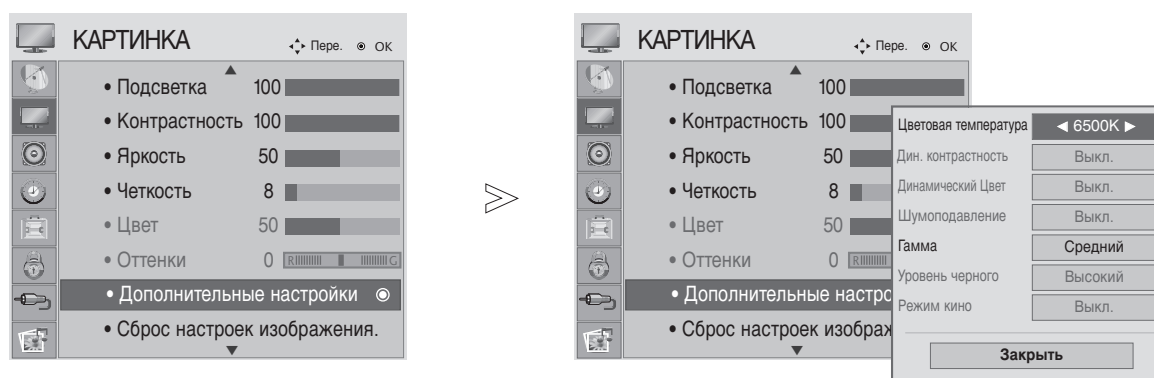 КАРТИНКА
Пере. OK
• Подсветка 100
• Контрастность 100
• Яркость 50
• Четкость 8
• Цвет 50
• Оттенки 0 R G
• Дополнительные настройки
• Сброс настроек изображения.
КАРТИНКА
Пере. OK
• Подсветка 100
• Контрастность 100
• Яркость 50
• Четкость 8
• Цвет 50
• Оттенки 0 R
• Дополнительные настро
• Сброс настроек изображ
Цветовая температура ◀ 6500K ▶
Дин. контрастность Выкл.
Динамический Цвет Выкл.
Шумоподавление Выкл.
Гамма Средний
Уровень черного Высокий
Режим кино Выкл.
Закрыть